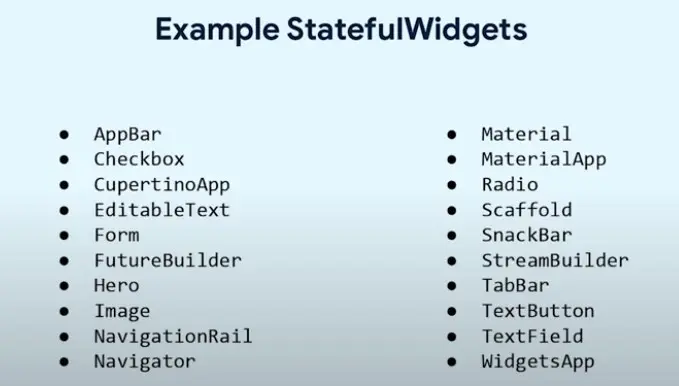 Example StatefulWidgets
● AppBar
● Checkbox
● CupertinoApp
● EditableText
● Form
● FutureBuilder
● Hero
● Image
● NavigationRail
● Navigator
● Material
● MaterialApp
● Radio
● Scaffold
● SnackBar
● StreamBuilder
● TabBar
● TextButton
● TextField
● WidgetsApp